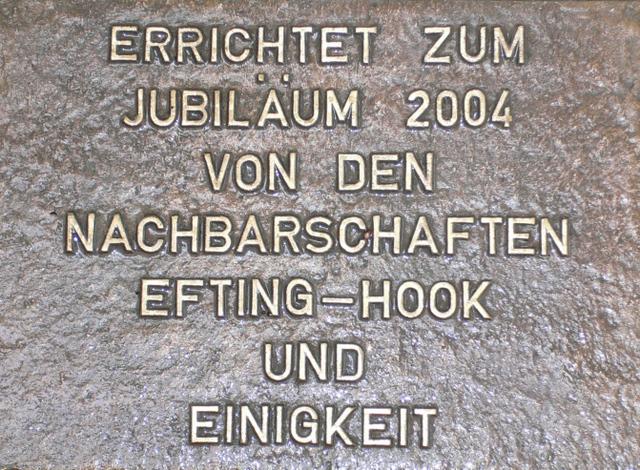 ERRICHTET ZUM
JUBILÄUM 2004
VON DEN
NACHBARSCHAFTEN
EFTING-HOOK
UND
EINIGKEIT